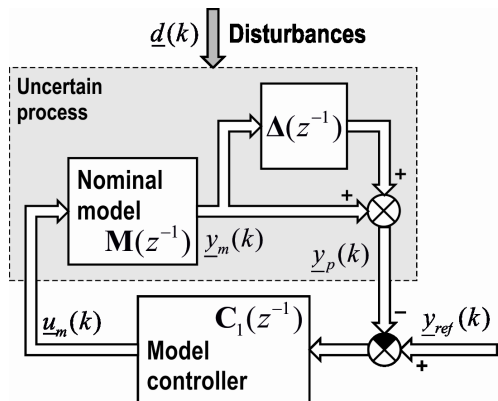 d(k) Disturbances
Uncertain
process
Δ(z⁻¹)
Nominal
model
M(z⁻¹)
+
+
y_m(k)
y_p(k)
u_m(k)
C₁(z⁻¹)
Model
controller
−
+
y_ref(k)